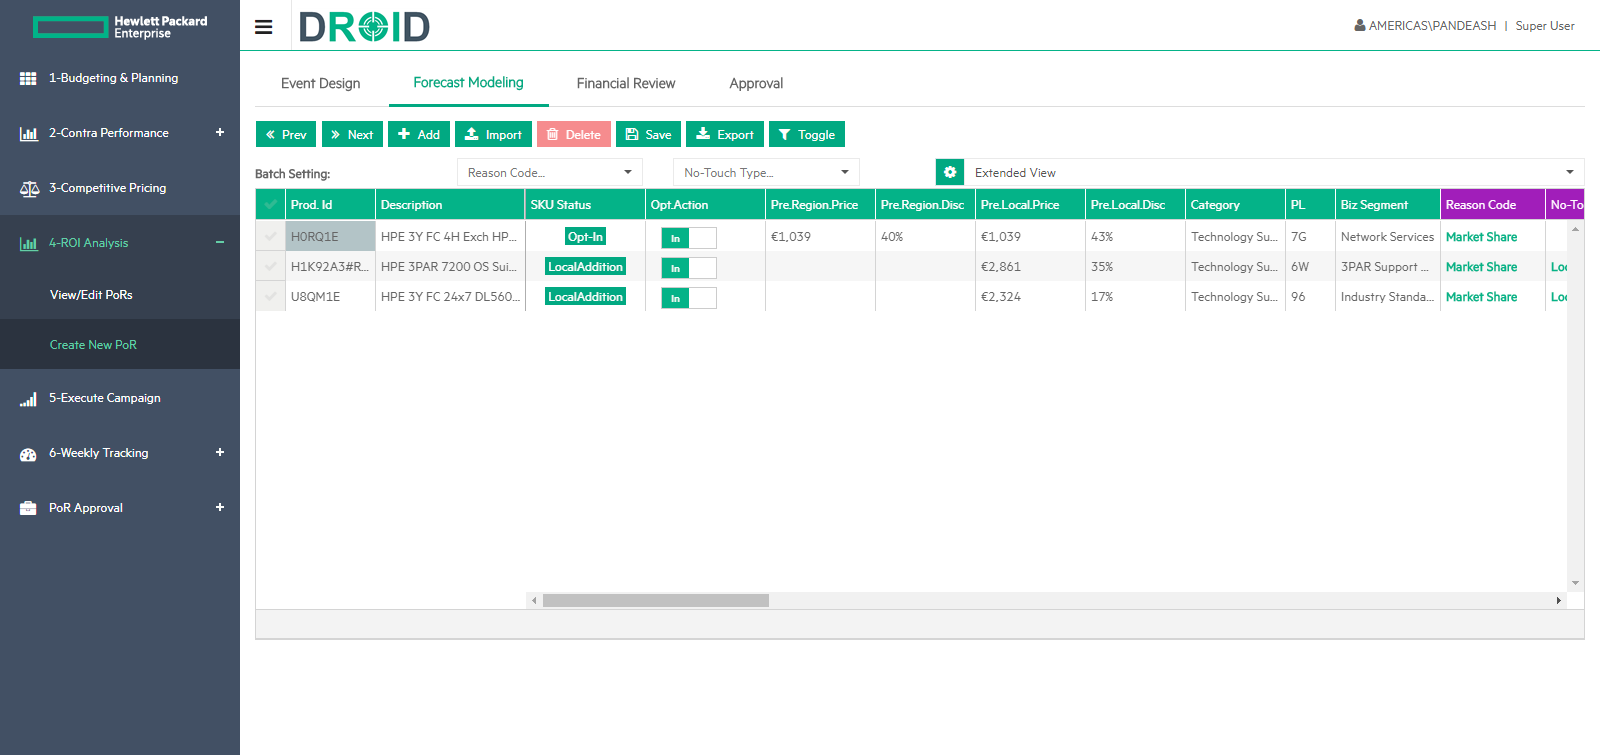 Hewlett Packard
Enterprise
DROID
AMERICAS\PANDEASH | Super User
1-Budgeting & Planning
2-Contra Performance +
3-Competitive Pricing
4-ROI Analysis −
View/Edit PoRs
Create New PoR
5-Execute Campaign
6-Weekly Tracking +
PoR Approval +
Event Design Forecast Modeling Financial Review Approval
Prev Next Add Import Delete Save Export Toggle
Batch Setting: Reason Code... No-Touch Type... Extended View
Prod. Id Description SKU Status Opt.Action Pre.Region.Price Pre.Region.Disc Pre.Local.Price Pre.Local.Disc Category PL Biz Segment Reason Code No-To
H0RQ1E HPE 3Y FC 4H Exch HP... Opt-In In €1,039 40% €1,039 43% Technology Su... 7G Network Services Market Share
H1K92A3#R... HPE 3PAR 7200 OS Sui... LocalAddition In €2,861 35% Technology Su... 6W 3PAR Support ... Market Share Loc
U8QM1E HPE 3Y FC 24x7 DL560... LocalAddition In €2,324 17% Technology Su... 96 Industry Standa... Market Share Loc